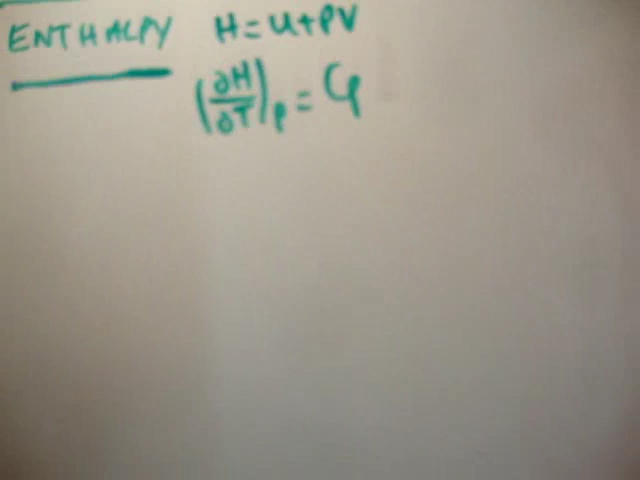 ENTHALPY H = U + PV
(∂H/∂T)p = Cp